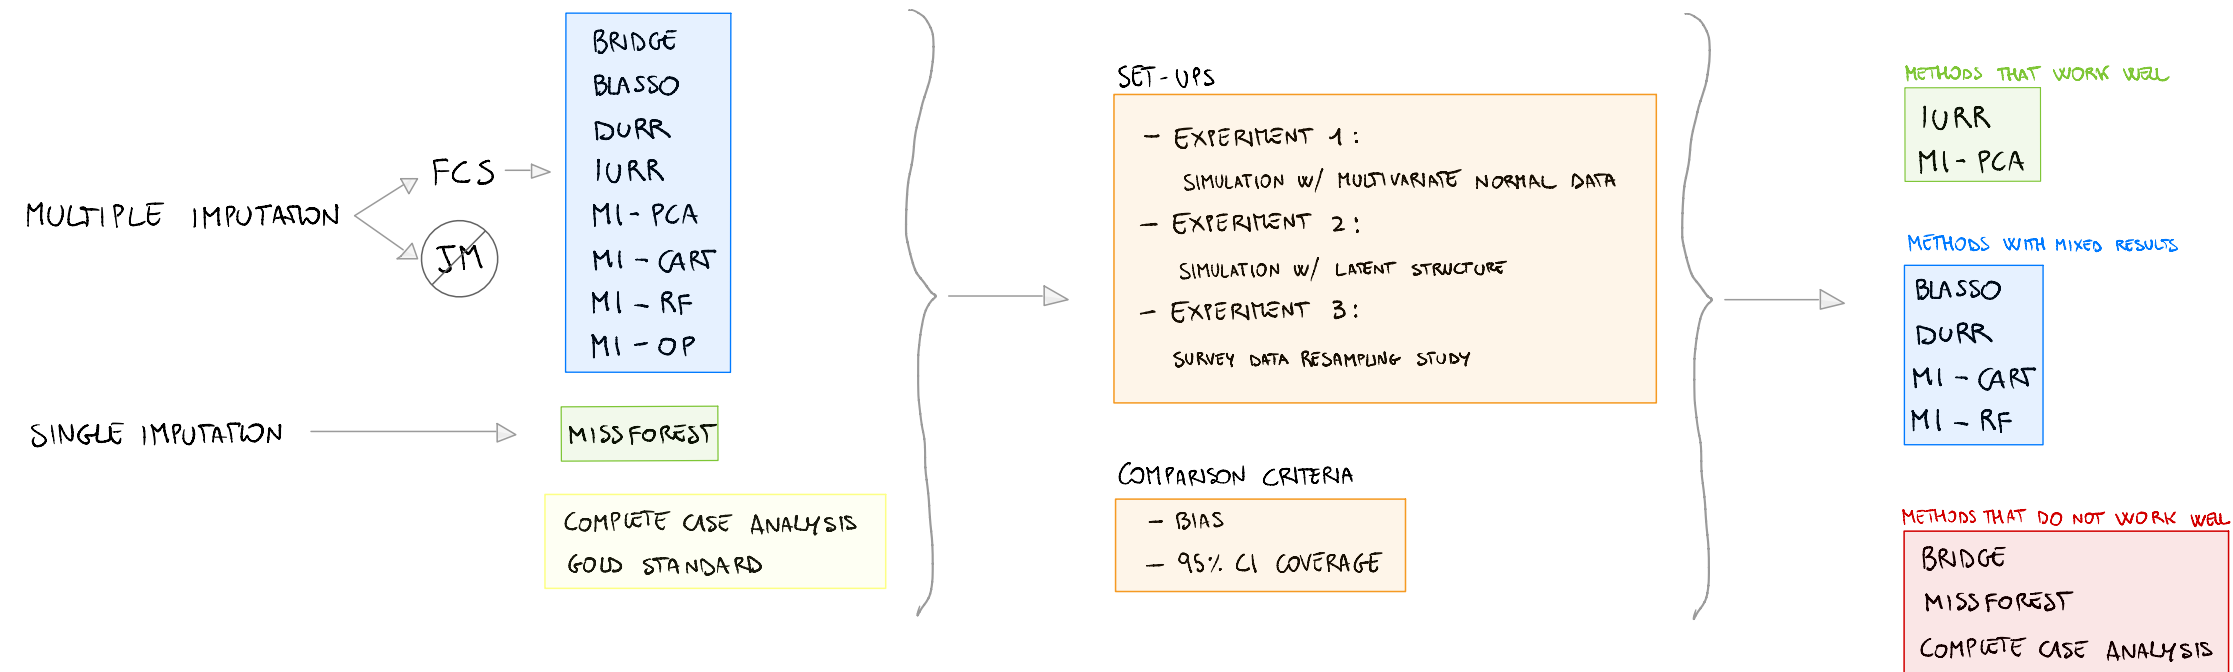 MULTIPLE IMPUTATION
FCS
JM
BRIDGE
BLASSO
DURR
IURR
MI - PCA
MI - CART
MI - RF
MI - OP
SINGLE IMPUTATION
MISSFOREST
COMPLETE CASE ANALYSIS
GOLD STANDARD
SET-UPS
- EXPERIMENT 1:
SIMULATION W/ MULTIVARIATE NORMAL DATA
- EXPERIMENT 2:
SIMULATION W/ LATENT STRUCTURE
- EXPERIMENT 3:
SURVEY DATA RESAMPLING STUDY
COMPARISON CRITERIA
- BIAS
- 95% CI COVERAGE
METHODS THAT WORK WELL
IURR
MI - PCA
METHODS WITH MIXED RESULTS
BLASSO
DURR
MI - CART
MI - RF
METHODS THAT DO NOT WORK WELL
BRIDGE
MISSFOREST
COMPLETE CASE ANALYSIS